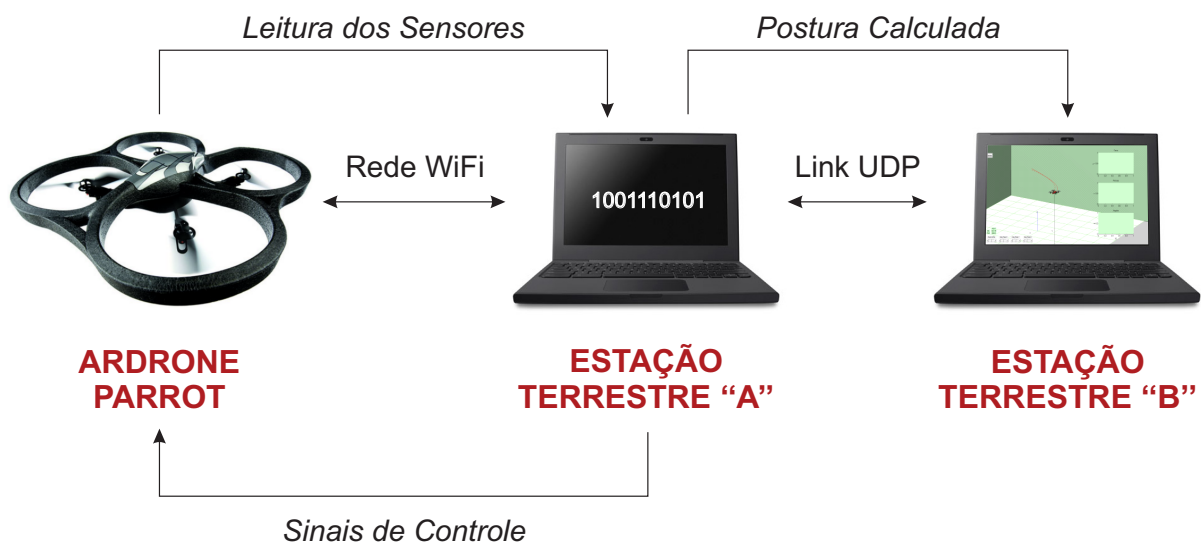 Leitura dos Sensores
Postura Calculada
Rede WiFi
1001110101
Link UDP
ARDRONE
PARROT
ESTAÇÃO
TERRESTRE “A”
ESTAÇÃO
TERRESTRE “B”
Sinais de Controle